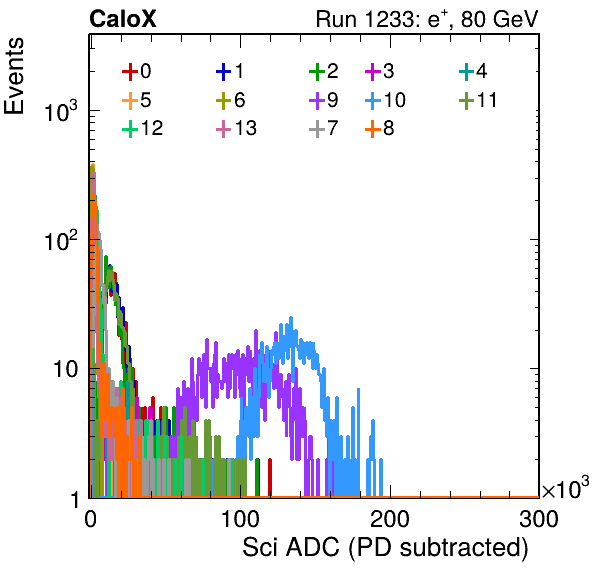 CaloX Run 1233: e⁺, 80 GeV
Events
0 1 2 3 4
5 6 9 10 11
12 13 7 8
10³
10²
10
1
0 100 200 300
×10³
Sci ADC (PD subtracted)